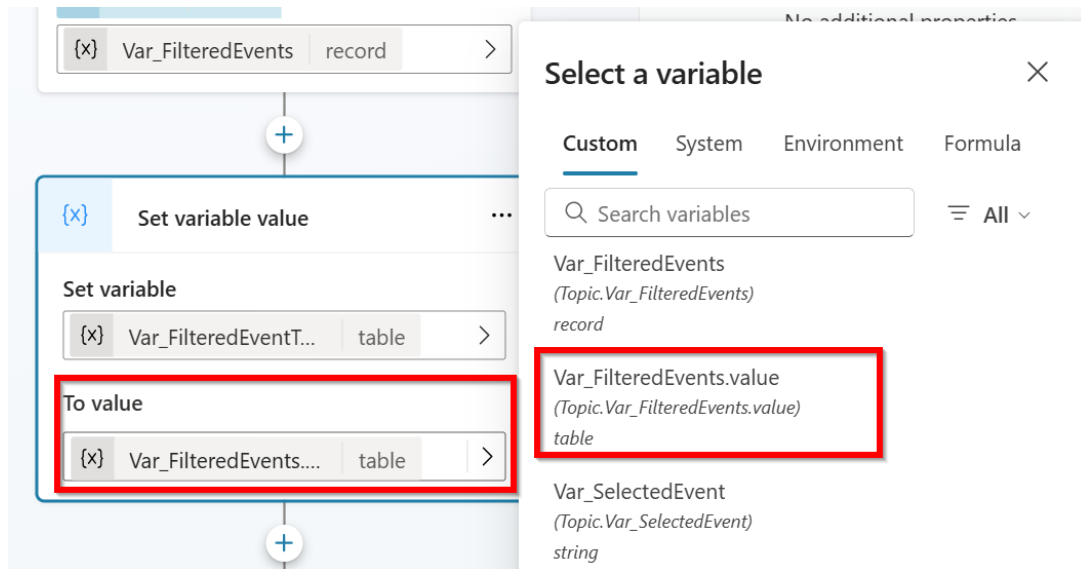 No additional properties
{x} Var_FilteredEvents record
Select a variable
Custom System Environment Formula
{x} Set variable value ...
Search variables All
Var_FilteredEvents
(Topic.Var_FilteredEvents)
record
Set variable
{x} Var_FilteredEventT... table
Var_FilteredEvents.value
(Topic.Var_FilteredEvents.value)
table
To value
{x} Var_FilteredEvents.... table
Var_SelectedEvent
(Topic.Var_SelectedEvent)
string